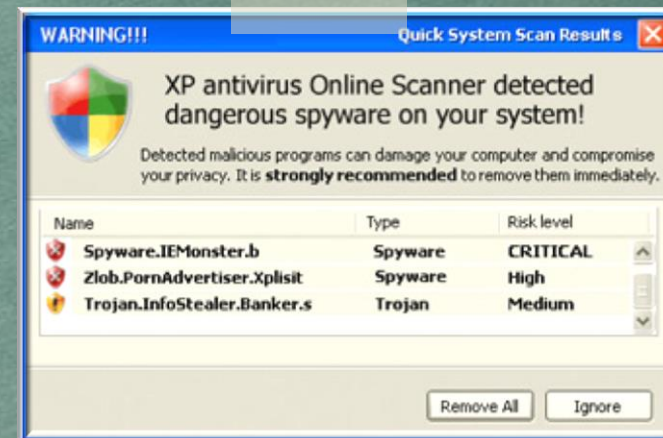 WARNING!!!
Quick System Scan Results
XP antivirus Online Scanner detected
dangerous spyware on your system!
Detected malicious programs can damage your computer and compromise
your privacy. It is strongly recommended to remove them immediately.
Name Type Risk level
Spyware.IEMonster.b Spyware CRITICAL
Zlob.PornAdvertiser.Xplisit Spyware High
Trojan.InfoStealer.Banker.s Trojan Medium
Remove All Ignore